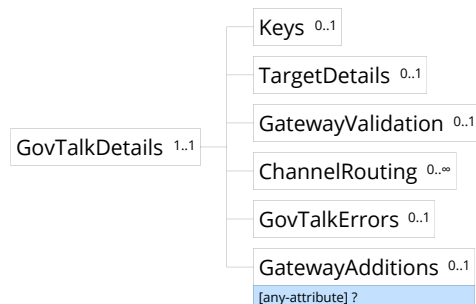 Keys 0..1
TargetDetails 0..1
GatewayValidation 0..1
GovTalkDetails 1..1
ChannelRouting 0..∞
GovTalkErrors 0..1
GatewayAdditions 0..1
[any-attribute] ?